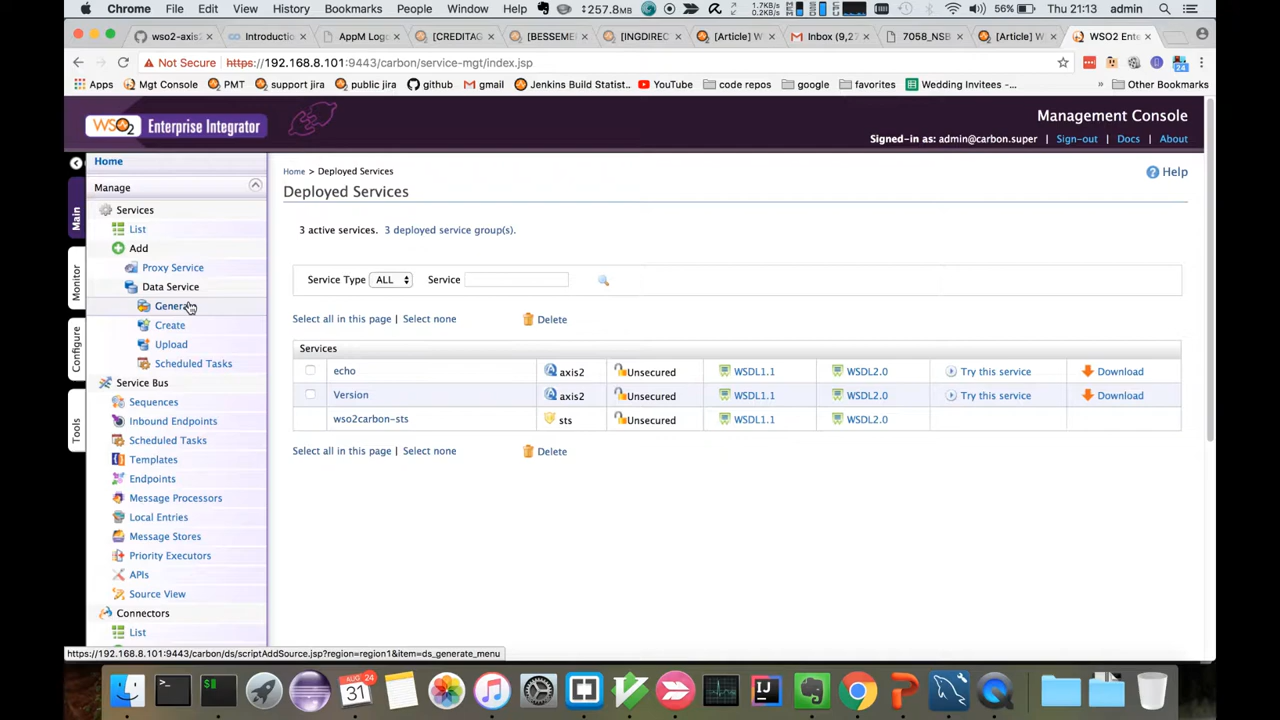 Chrome File Edit View History Bookmarks People Window Help 257.8M 1.7KB/s 0.2KB/s 56% Thu 21:13 admin
wso2-axis Introduction AppM Log [CREDITAG [BESSEME [INGDIREC [Article] W Inbox (9,27 7058_NSB [Article] W WSO2 Ente
Not Secure https://192.168.8.101:9443/carbon/service-mgt/index.jsp
Apps Mgt Console PMT support jira public jira github gmail Jenkins Build Statist... YouTube code repos google favorites Wedding Invitees -... Other Bookmarks
Management Console
WSO2 Enterprise Integrator
Signed-in as: admin@carbon.super | Sign-out | Docs | About
Home
Manage
Services
List
Add
Proxy Service
Data Service
Generate
Create
Upload
Scheduled Tasks
Service Bus
Sequences
Inbound Endpoints
Scheduled Tasks
Templates
Endpoints
Message Processors
Local Entries
Message Stores
Priority Executors
APIs
Source View
Connectors
List
Main
Monitor
Configure
Tools
Home > Deployed Services
Help
Deployed Services
3 active services. 3 deployed service group(s).
Service Type ALL Service
Select all in this page | Select none Delete
Services
echo axis2 Unsecured WSDL1.1 WSDL2.0 Try this service Download
Version axis2 Unsecured WSDL1.1 WSDL2.0 Try this service Download
wso2carbon-sts sts Unsecured WSDL1.1 WSDL2.0
Select all in this page | Select none Delete
https://192.168.8.101:9443/carbon/ds/scriptAddSource.jsp?region=region1&item=ds_generate_menu
AUG 24
31